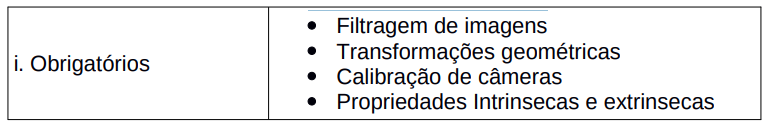 • Filtragem de imagens
• Transformações geométricas
i. Obrigatórios
• Calibração de câmeras
• Propriedades Intrinsecas e extrinsecas